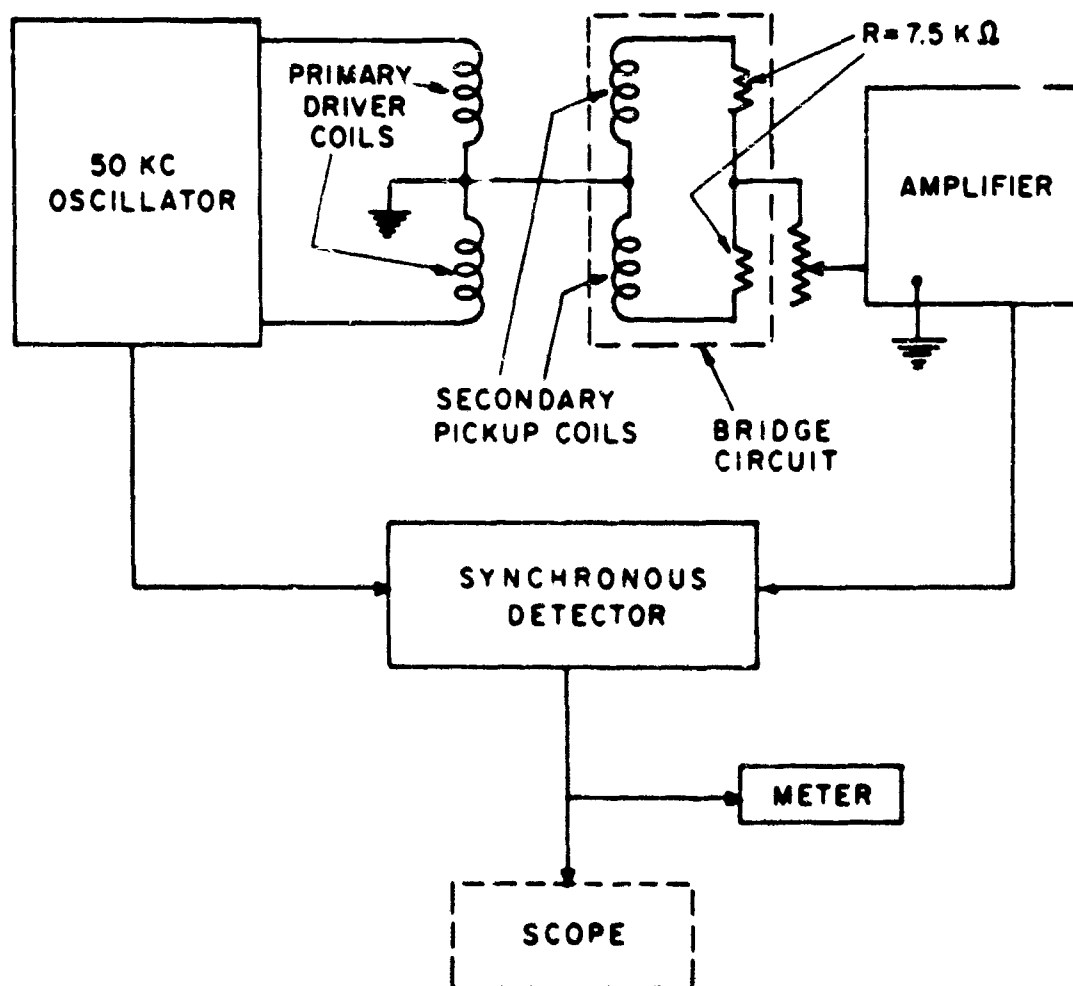 R = 7.5 K Ω
PRIMARY
DRIVER
COILS
50 KC
OSCILLATOR
AMPLIFIER
SECONDARY
PICKUP COILS
BRIDGE
CIRCUIT
SYNCHRONOUS
DETECTOR
METER
SCOPE